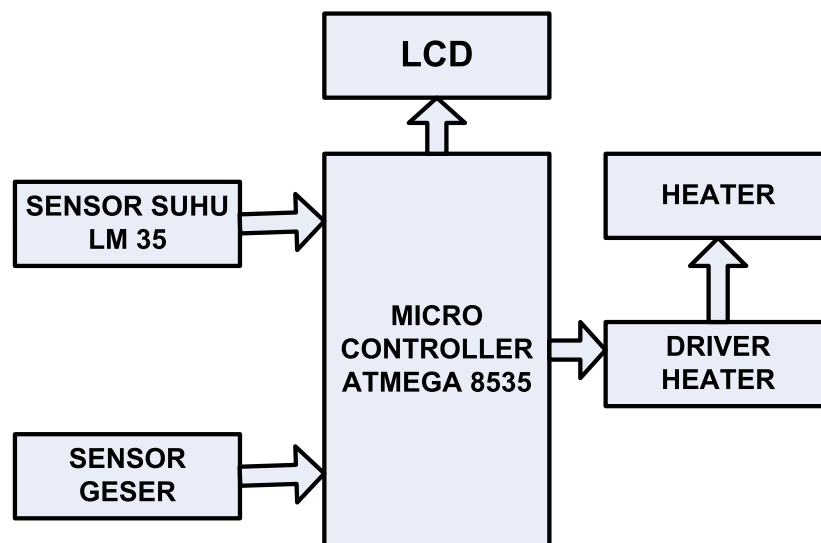 LCD
SENSOR SUHU
LM 35
HEATER
MICRO
CONTROLLER
ATMEGA 8535
DRIVER
HEATER
SENSOR
GESER